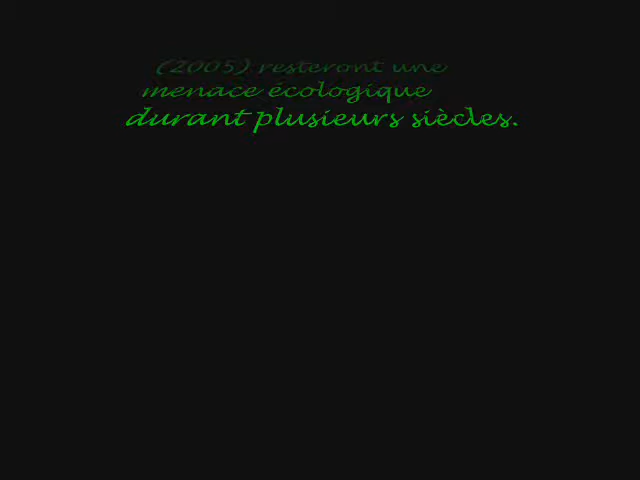 (2005) resteront une
menace écologique
durant plusieurs siècles.